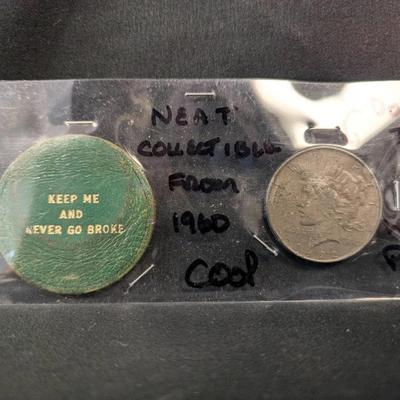 KEEP ME
AND
NEVER GO BROKE
NEAT
COLLECTIBLE
FROM
1960
COOL